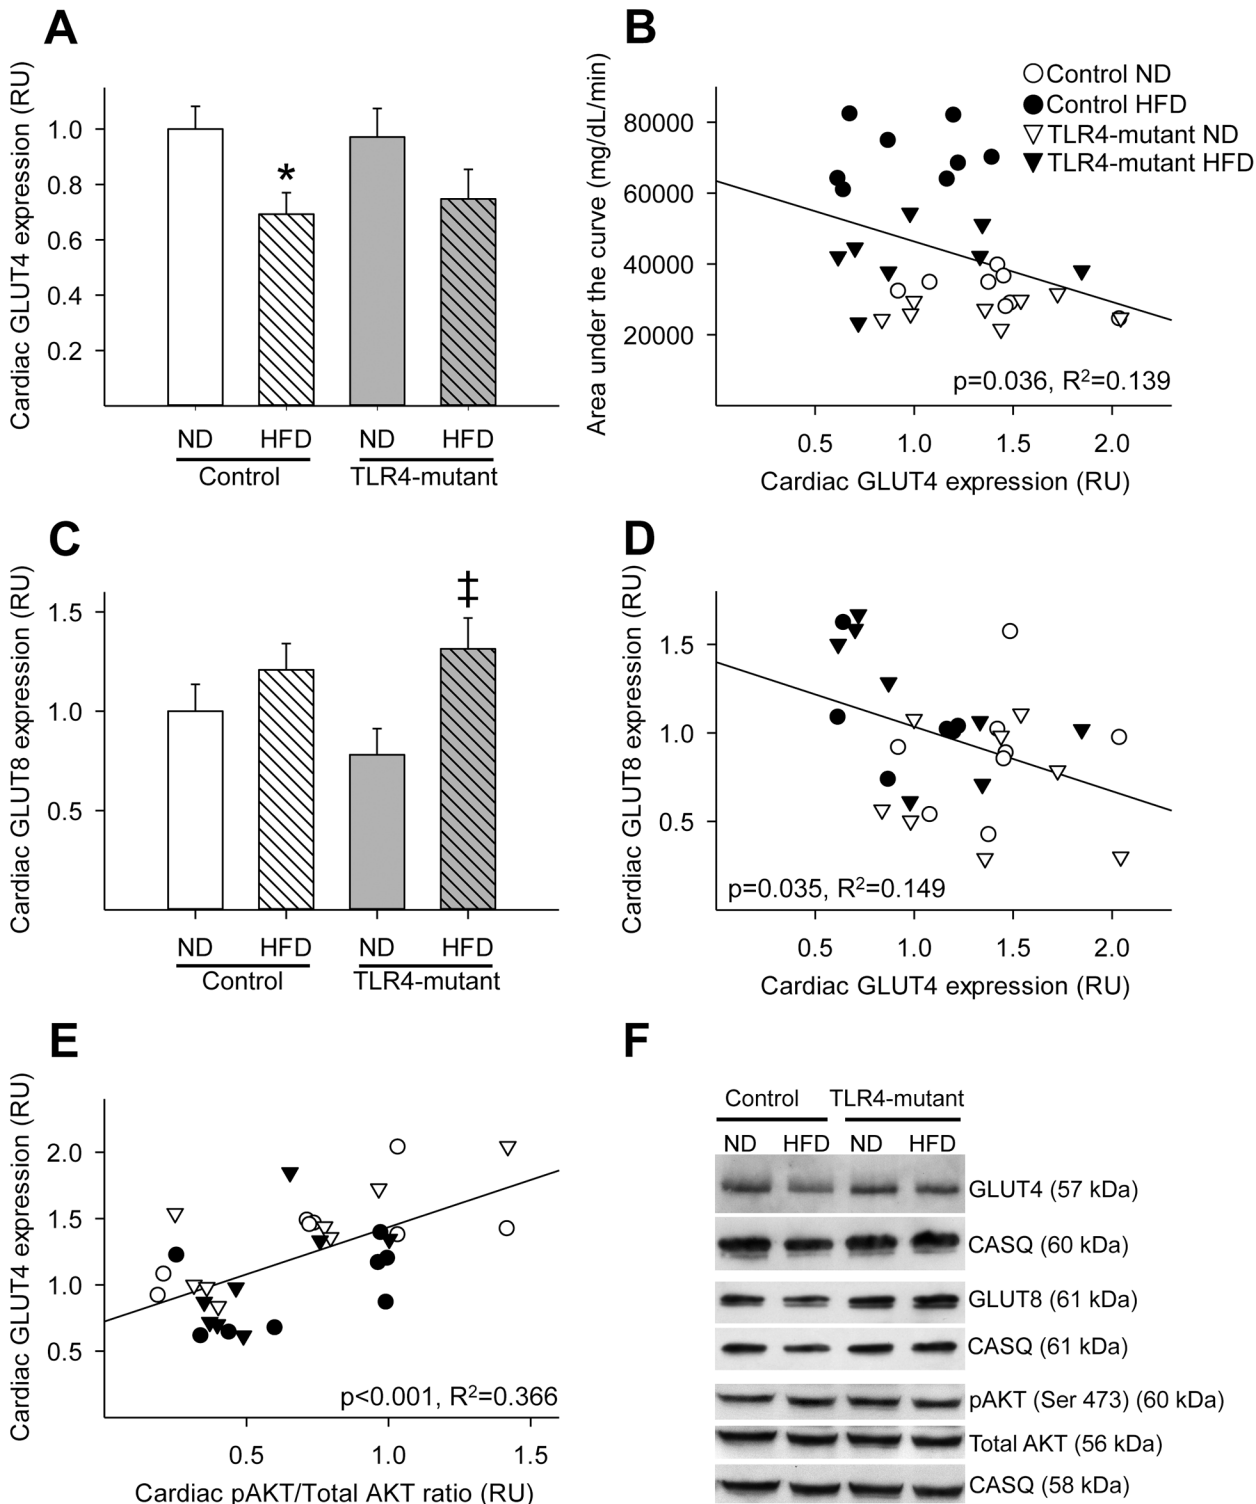 A
Cardiac GLUT4 expression (RU)
1.0
0.8
0.6
0.4
0.2
*
ND HFD ND HFD
Control TLR4-mutant
B
Area under the curve (mg/dL/min)
80000
60000
40000
20000
Control ND
Control HFD
TLR4-mutant ND
TLR4-mutant HFD
p=0.036, R²=0.139
0.5 1.0 1.5 2.0
Cardiac GLUT4 expression (RU)
C
Cardiac GLUT8 expression (RU)
1.5
1.0
0.5
‡
ND HFD ND HFD
Control TLR4-mutant
D
Cardiac GLUT8 expression (RU)
1.5
1.0
0.5
p=0.035, R²=0.149
0.5 1.0 1.5 2.0
Cardiac GLUT4 expression (RU)
E
Cardiac GLUT4 expression (RU)
2.0
1.5
1.0
0.5
p<0.001, R²=0.366
0.5 1.0 1.5
Cardiac pAKT/Total AKT ratio (RU)
F
Control TLR4-mutant
ND HFD ND HFD
GLUT4 (57 kDa)
CASQ (60 kDa)
GLUT8 (61 kDa)
CASQ (61 kDa)
pAKT (Ser 473) (60 kDa)
Total AKT (56 kDa)
CASQ (58 kDa)